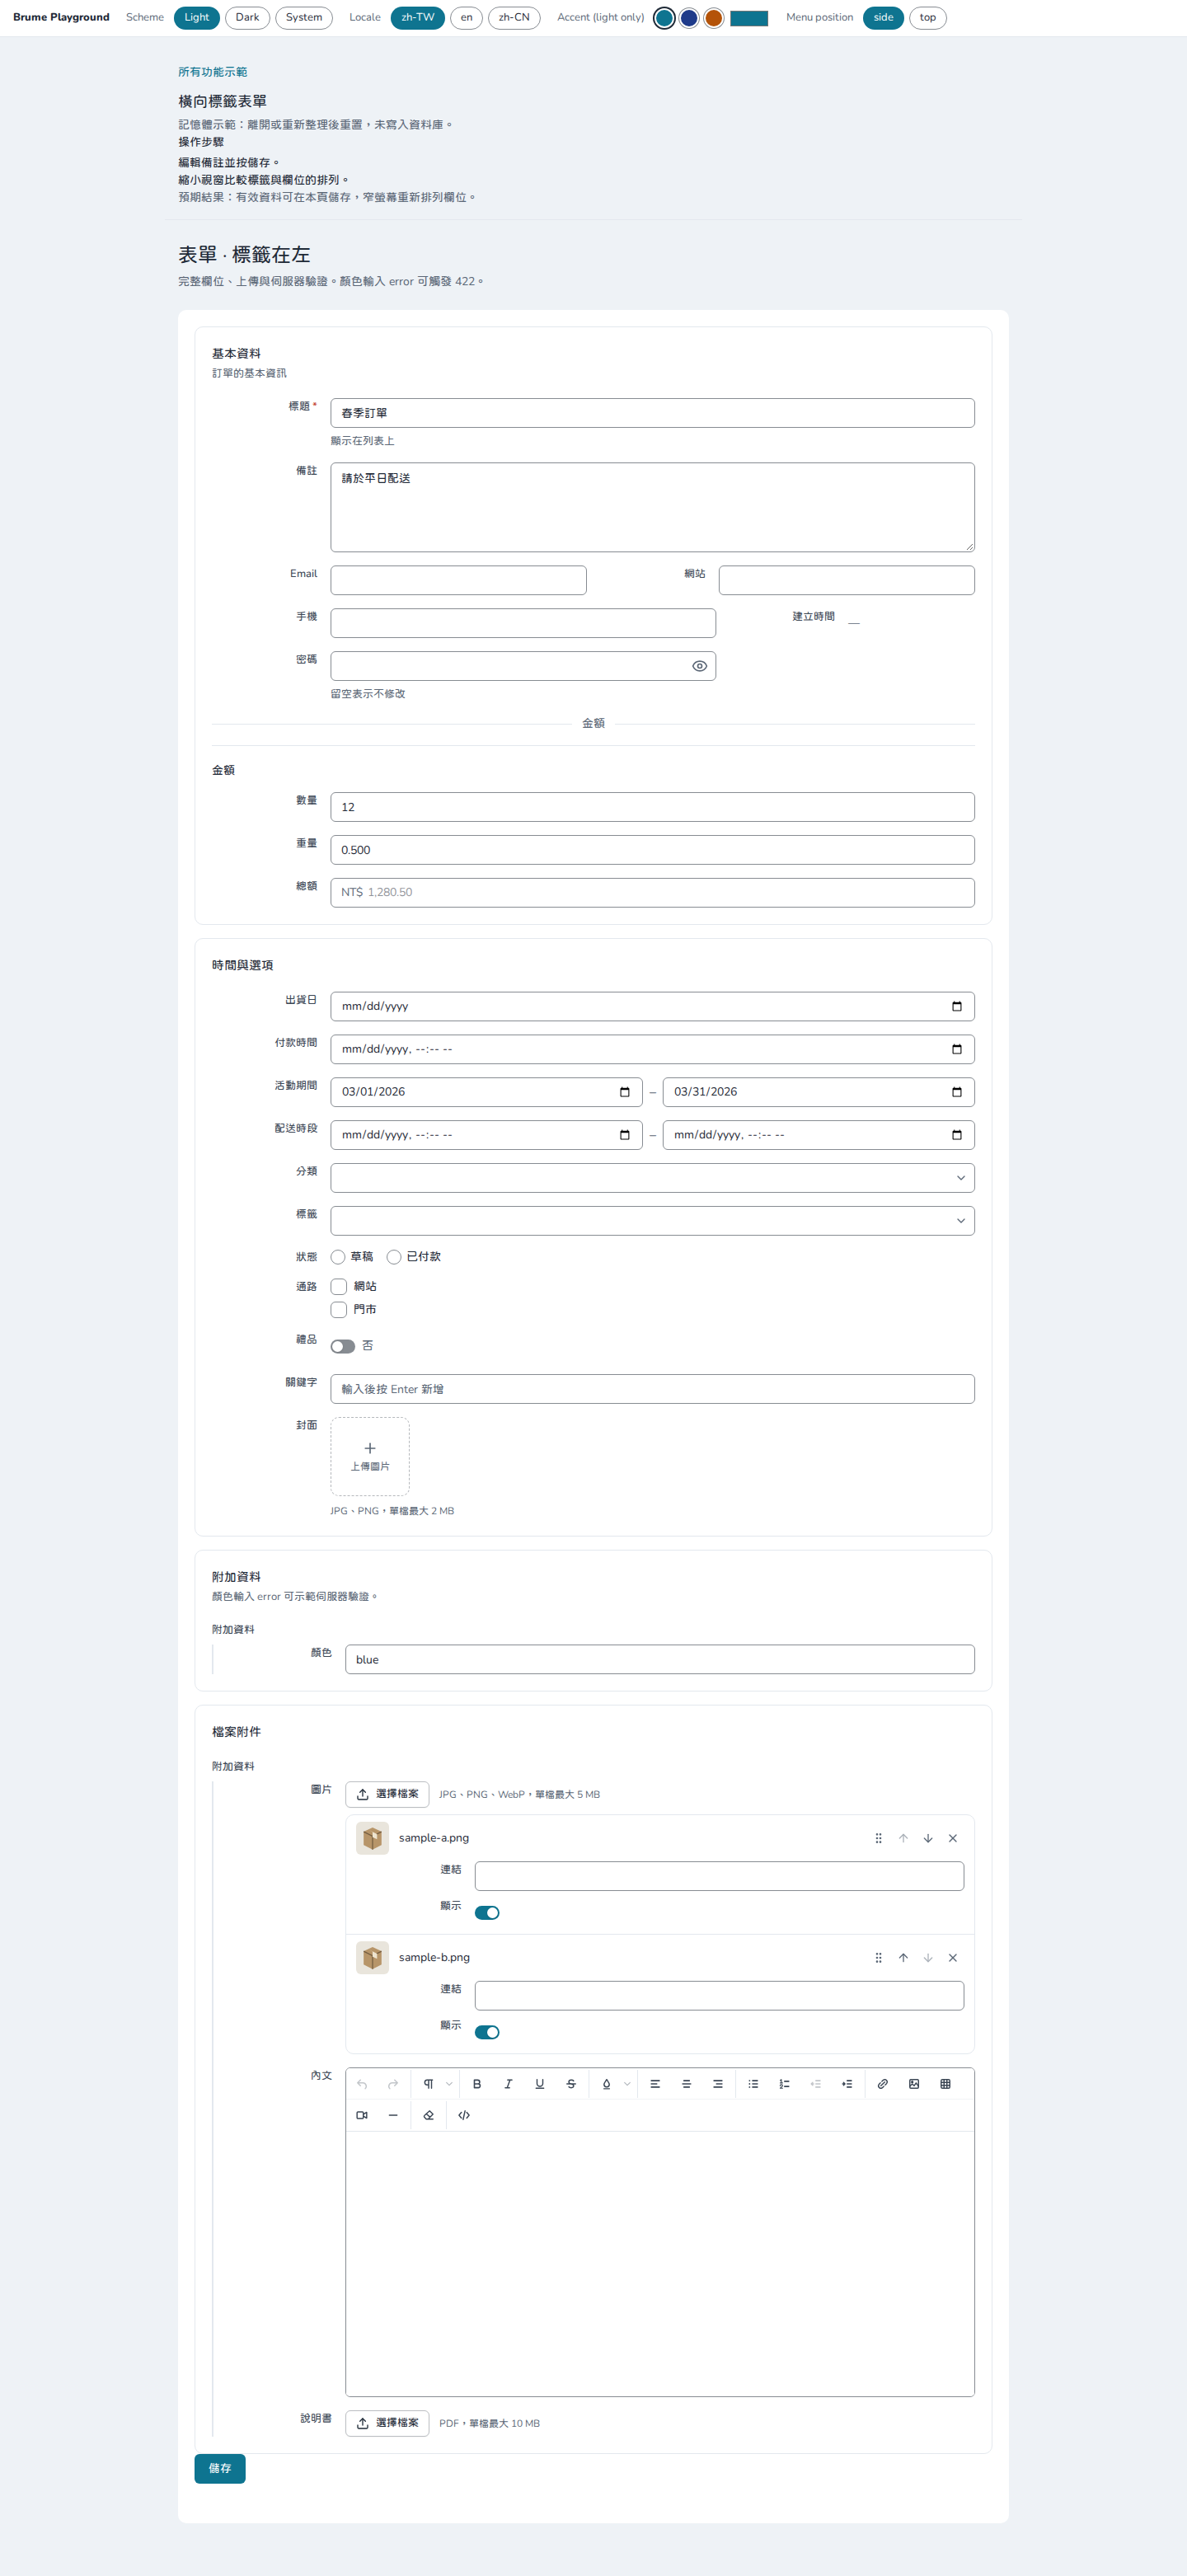 Brume Playground Scheme Light Dark System Locale zh-TW en zh-CN Accent (light only) Menu position side top
所有功能示範
橫向標籤表單
記憶體示範：離開或重新整理後重置，未寫入資料庫。
操作步驟
編輯備註並按儲存。
縮小視窗比較標籤與欄位的排列。
預期結果：有效資料可在本頁儲存，窄螢幕重新排列欄位。
表單 · 標籤在左
完整欄位、上傳與伺服器驗證。顏色輸入 error 可觸發 422。
基本資料
訂單的基本資訊
標題 * 春季訂單
顯示在列表上
備註 請於平日配送
Email 網站
手機 建立時間 —
密碼
留空表示不修改
金額
金額
數量 12
重量 0.500
總額 NT$ 1,280.50
時間與選項
出貨日 mm/dd/yyyy
付款時間 mm/dd/yyyy, --:-- --
活動期間 03/01/2026 – 03/31/2026
配送時段 mm/dd/yyyy, --:-- -- – mm/dd/yyyy, --:-- --
分類
標籤
狀態 草稿 已付款
通路 網站
門市
禮品 否
關鍵字 輸入後按 Enter 新增
封面 上傳圖片
JPG、PNG，單檔最大 2 MB
附加資料
顏色輸入 error 可示範伺服器驗證。
附加資料
顏色 blue
檔案附件
附加資料
圖片 選擇檔案 JPG、PNG、WebP，單檔最大 5 MB
sample-a.png
連結
顯示
sample-b.png
連結
顯示
內文
說明書 選擇檔案 PDF，單檔最大 10 MB
儲存